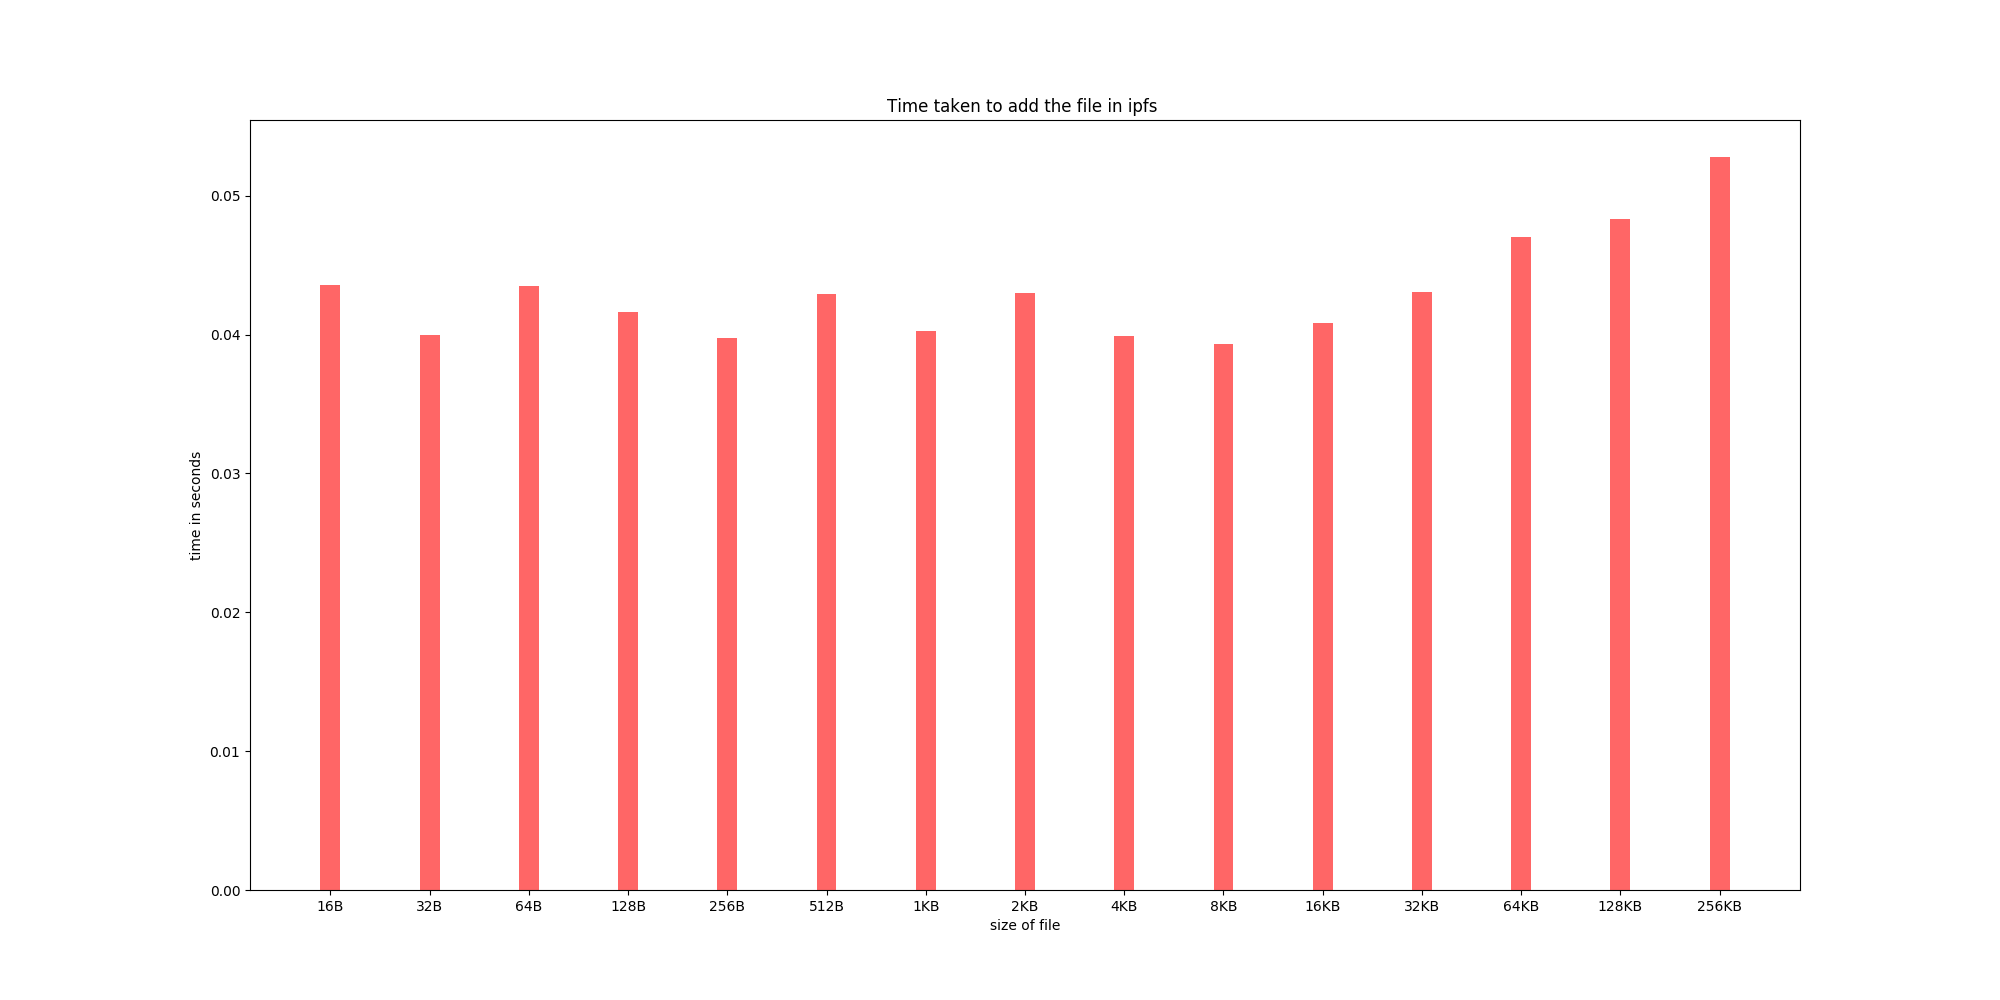 Time taken to add the file in ipfs
time in seconds
0.05
0.04
0.03
0.02
0.01
0.00
16B 32B 64B 128B 256B 512B 1KB 2KB 4KB 8KB 16KB 32KB 64KB 128KB 256KB
size of file